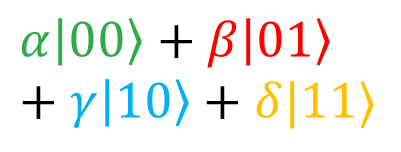 α|00⟩ + β|01⟩
+ γ|10⟩ + δ|11⟩